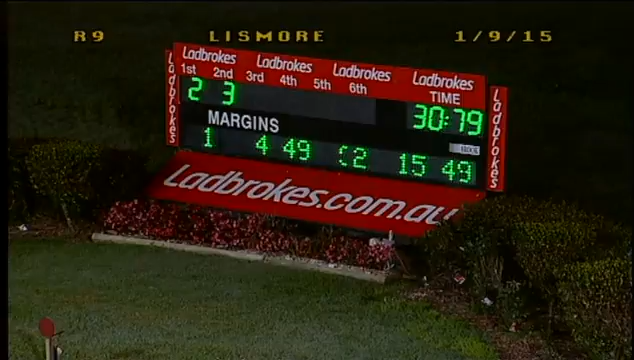 R9 LISMORE 1/9/15
Ladbrokes Ladbrokes Ladbrokes Ladbrokes
1st 2nd 3rd 4th 5th 6th TIME
2 3 30:79
MARGINS
1 4 49 2 15 49
Ladbrokes
Ladbrokes
Ladbrokes.com.au